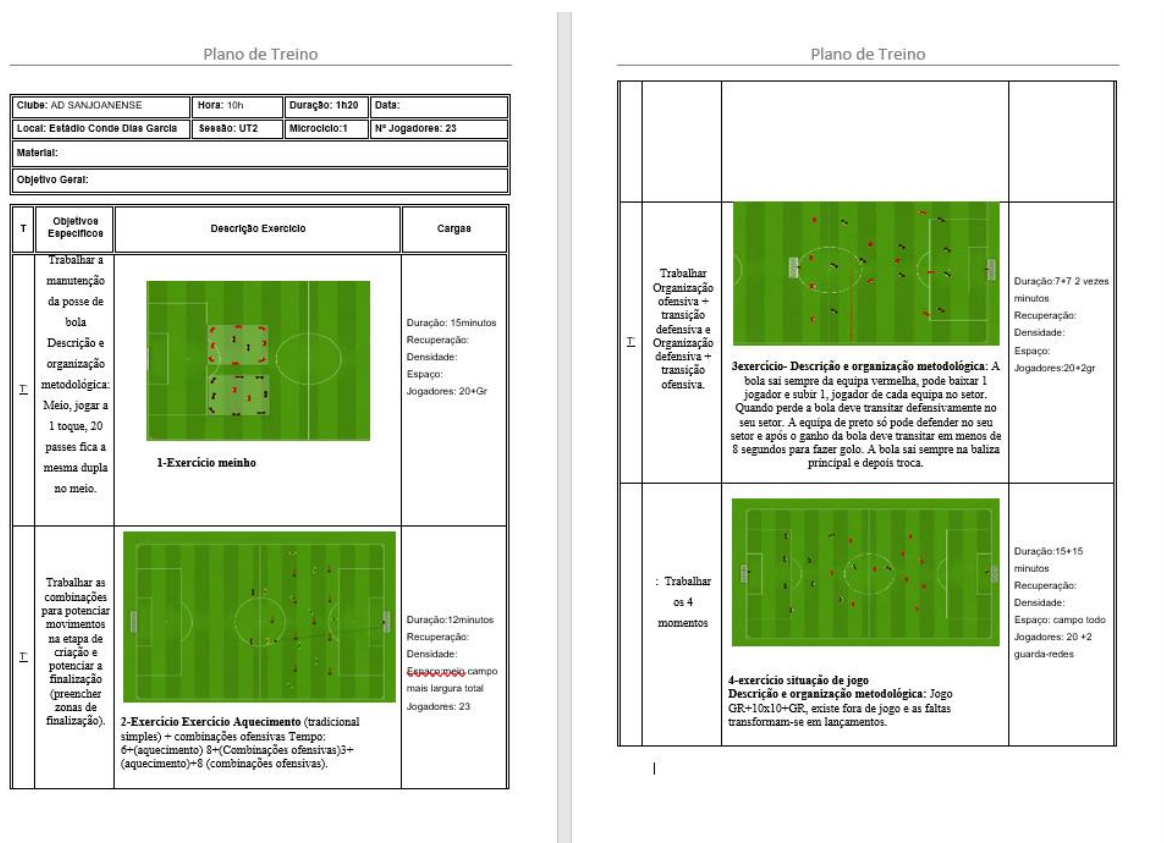 Plano de Treino
Clube: AD SANJOANENSE
Hora: 10h
Duração: 1h20
Data:
Local: Estádio Conde Dias Garcia
Sessão: UT2
Microciclo:1
Nº Jogadores: 23
Material:
Objetivo Geral:
T
Objetivos
Específicos
Descrição Exercício
Cargas
T'
Trabalhar a
manutenção
da posse de
bola
Descrição e
organização
metodológica:
Meio, jogar a
1 toque, 20
passes fica a
mesma dupla
no meio.
1-Exercício meinho
Duração: 15minutos
Recuperação:
Densidade:
Espaço:
Jogadores: 20+Gr
T'
Trabalhar as
combinações
para potenciar
movimentos
na etapa de
criação e
potenciar a
finalização
(preencher
zonas de
finalização).
2-Exercício Exercício Aquecimento (tradicional
simples) + combinações ofensivas Tempo:
6+(aquecimento) 8+(Combinações ofensivas)3+
(aquecimento)+8 (combinações ofensivas).
Duração:12minutos
Recuperação:
Densidade:
Espaço:meio campo
mais largura total
Jogadores: 23
Plano de Treino
T'
Trabalhar
Organização
ofensiva +
transição
defensiva e
Organização
defensiva +
transição
ofensiva.
3exercício- Descrição e organização metodológica: A
bola sai sempre da equipa vermelha, pode baixar 1
jogador e subir 1, jogador de cada equipa no setor.
Quando perde a bola deve transitar defensivamente no
seu setor. A equipa de preto só pode defender no seu
setor e após o ganho da bola deve transitar em menos de
8 segundos para fazer golo. A bola sai sempre na baliza
principal e depois troca.
Duração:7+7 2 vezes
minutos
Recuperação:
Densidade:
Espaço:
Jogadores:20+2gr
: Trabalhar
os 4
momentos
4-exercício situação de jogo
Descrição e organização metodológica: Jogo
GR+10x10+GR, existe fora de jogo e as faltas
transformam-se em lançamentos.
Duração:15+15
minutos
Recuperação:
Densidade:
Espaço: campo todo
Jogadores: 20 +2
guarda-redes